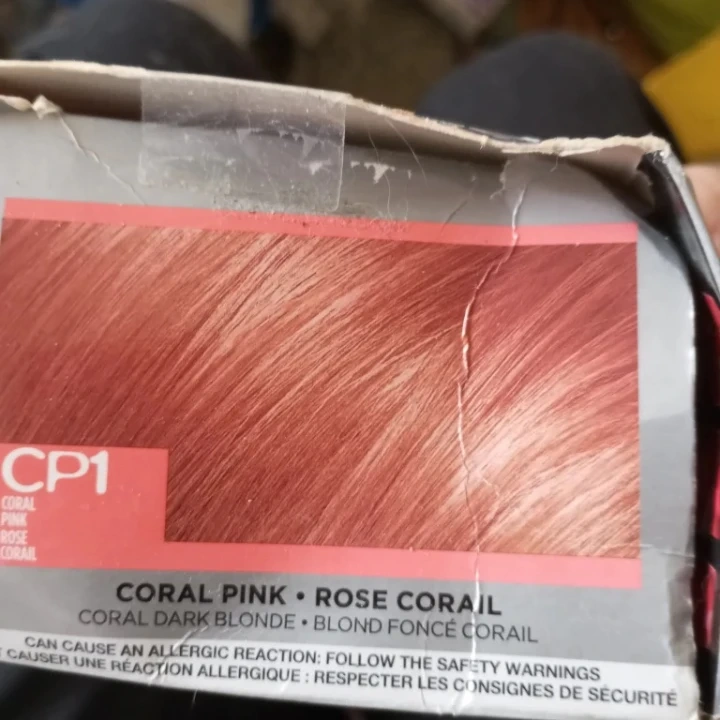 CP1
CORAL
PINK
ROSE
CORAIL
CORAL PINK • ROSE CORAIL
CORAL DARK BLONDE • BLOND FONCÉ CORAIL
CAN CAUSE AN ALLERGIC REACTION: FOLLOW THE SAFETY WARNINGS
CAUSER UNE RÉACTION ALLERGIQUE : RESPECTER LES CONSIGNES DE SÉCURITÉ